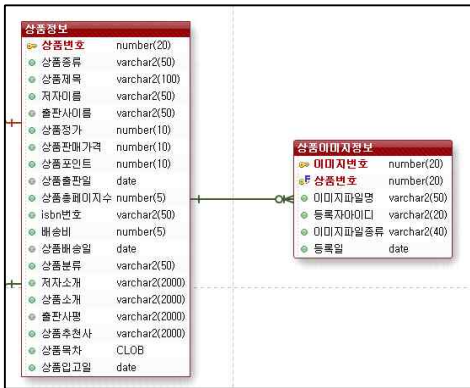 상품정보
상품번호 number(20)
상품종류 varchar2(50)
상품제목 varchar2(100)
저자이름 varchar2(50)
출판사이름 varchar2(50)
상품정가 number(10)
상품판매가격 number(10)
상품포인트 number(10)
상품출판일 date
상품총페이지수 number(5)
isbn번호 varchar2(50)
배송비 number(5)
상품배송일 date
상품분류 varchar2(50)
저자소개 varchar2(2000)
상품소개 varchar2(2000)
출판사평 varchar2(2000)
상품추천사 varchar2(2000)
상품목차 CLOB
상품입고일 date
상품이미지정보
이미지번호 number(20)
상품번호 number(20)
이미지파일명 varchar2(50)
등록자아이디 varchar2(20)
이미지파일종류 varchar2(40)
등록일 date